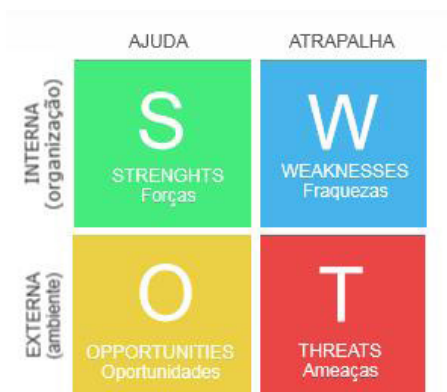 AJUDA
ATRAPALHA
INTERNA
(organização)
S
STRENGHTS
Forças
W
WEAKNESSES
Fraquezas
EXTERNA
(ambiente)
O
OPPORTUNITIES
Oportunidades
T
THREATS
Ameaças